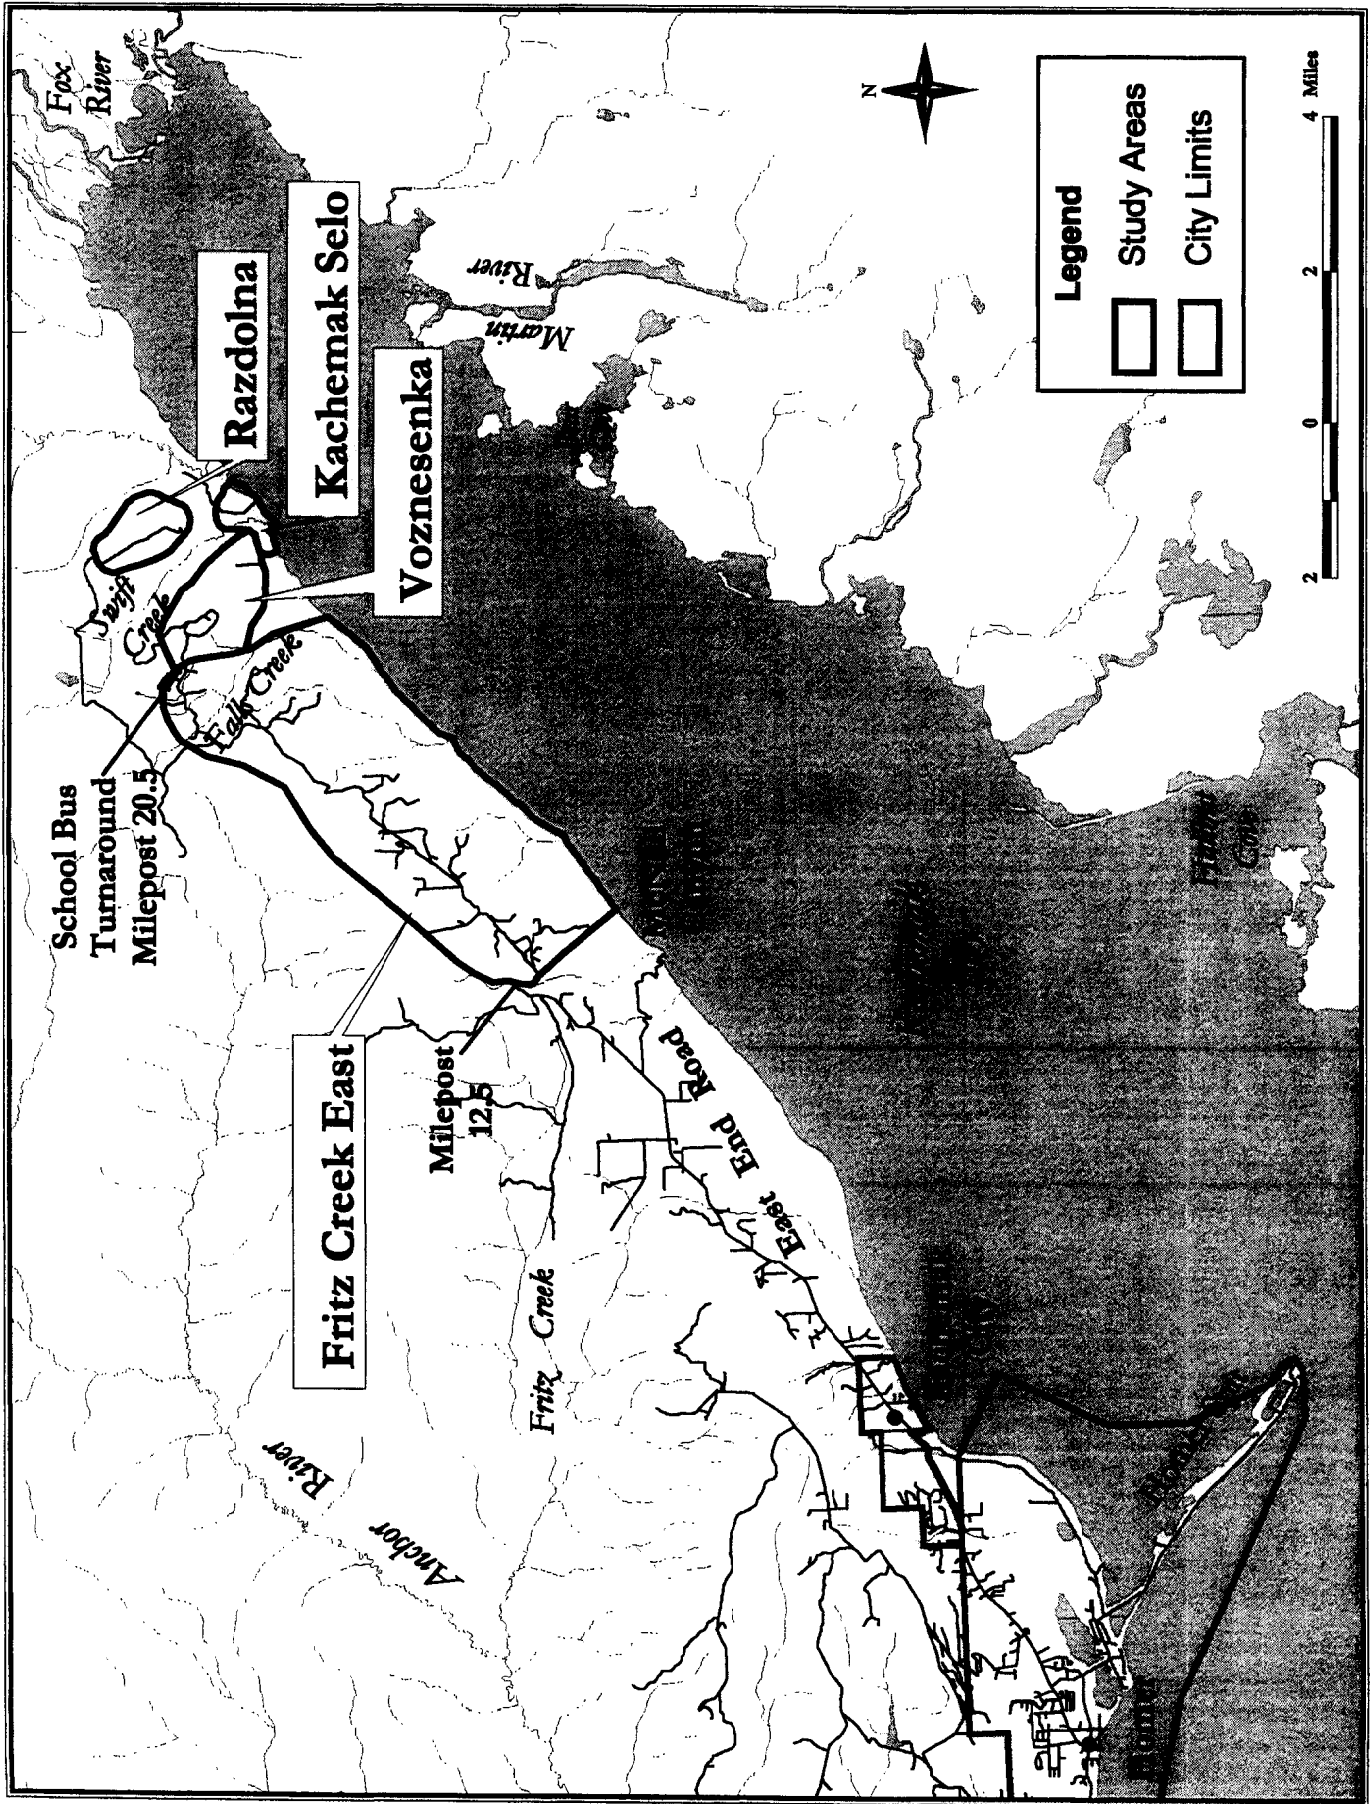 Fox
River
Razdolna
Kachemak Selo
Voznesenka
Swift
Creek
Falls Creek
School Bus
Turnaround
Milepost 20.5
Martin
River
Fritz Creek East
Milepost
12.5
East End Road
Fritz Creek
Anchor
River
Homer
N
Legend
Study Areas
City Limits
2
0
2
4
Miles